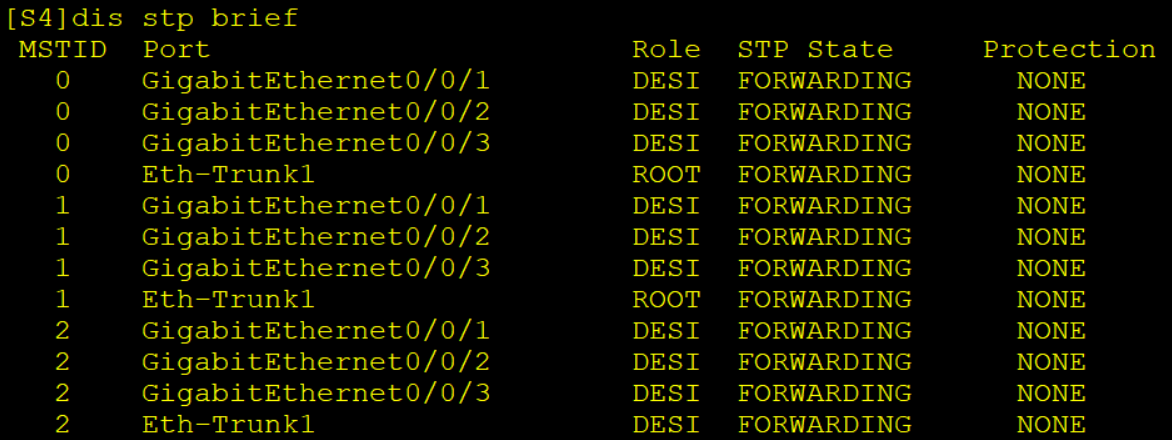 [S4]dis stp brief
MSTID  Port                        Role  STP State     Protection
0    GigabitEthernet0/0/1        DESI  FORWARDING      NONE
0    GigabitEthernet0/0/2        DESI  FORWARDING      NONE
0    GigabitEthernet0/0/3        DESI  FORWARDING      NONE
0    Eth-Trunk1                  ROOT  FORWARDING      NONE
1    GigabitEthernet0/0/1        DESI  FORWARDING      NONE
1    GigabitEthernet0/0/2        DESI  FORWARDING      NONE
1    GigabitEthernet0/0/3        DESI  FORWARDING      NONE
1    Eth-Trunk1                  ROOT  FORWARDING      NONE
2    GigabitEthernet0/0/1        DESI  FORWARDING      NONE
2    GigabitEthernet0/0/2        DESI  FORWARDING      NONE
2    GigabitEthernet0/0/3        DESI  FORWARDING      NONE
2    Eth-Trunk1                  DESI  FORWARDING      NONE